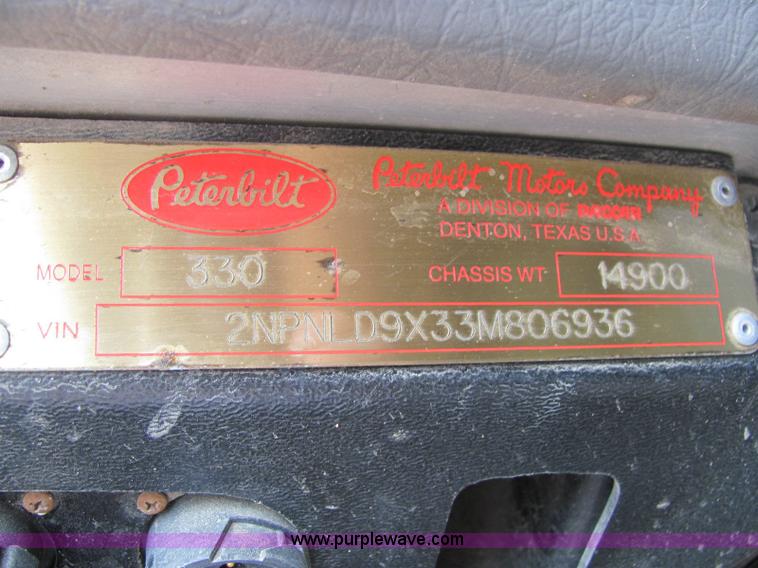 Peterbilt
Peterbilt Motors Company
A DIVISION OF PACCAR
DENTON, TEXAS U.S.A.
MODEL 330
CHASSIS WT 14900
VIN 2NPNLD9X33M806936
www.purplewave.com